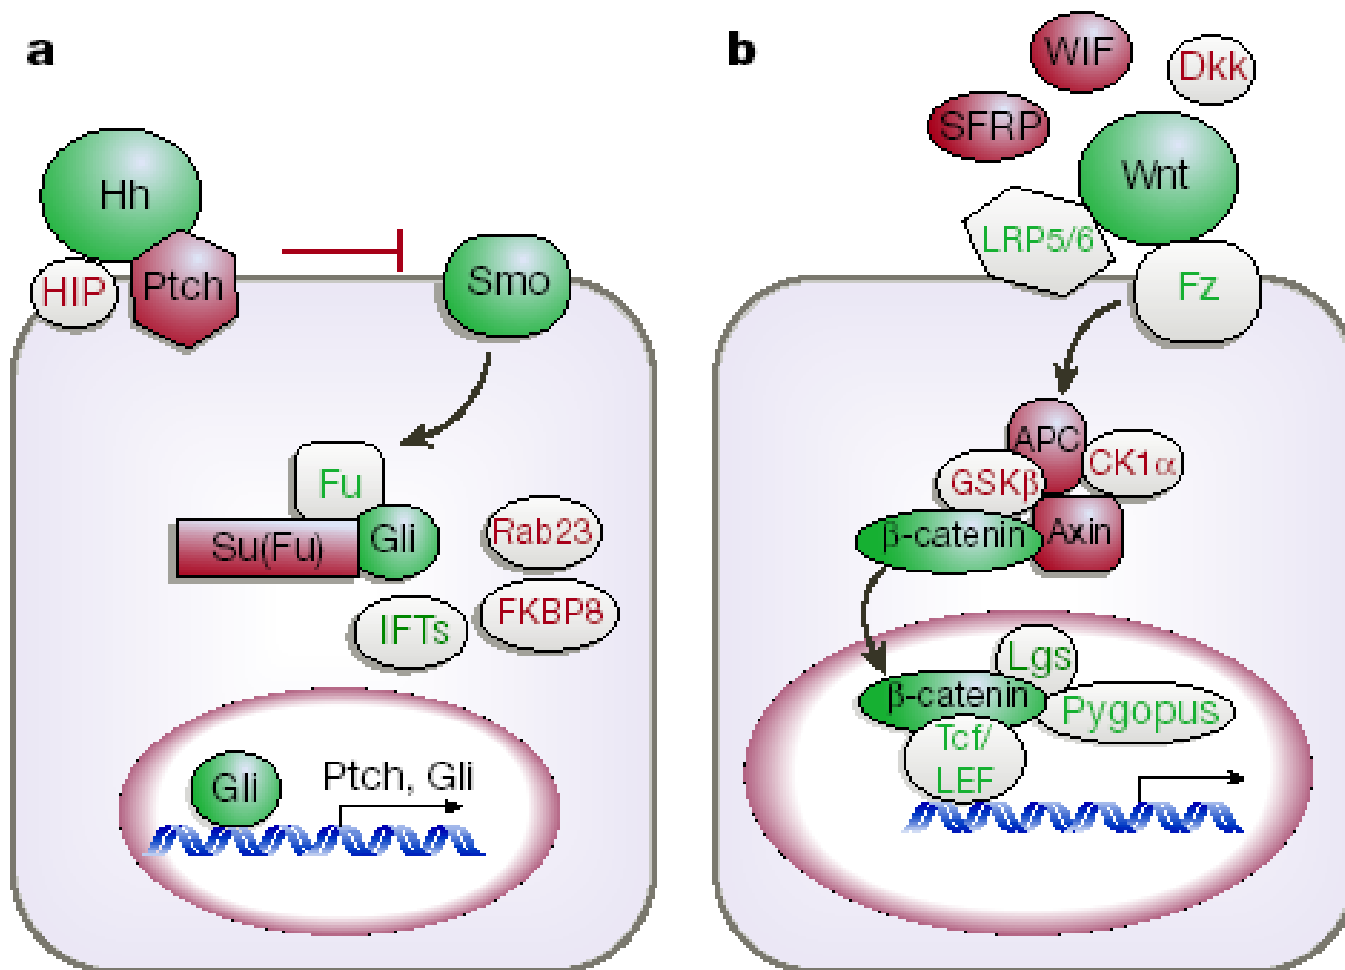 a
Hh
HIP
Ptch
Smo
Fu
Su(Fu)
Gli
Rab23
FKBP8
IFTs
Gli
Ptch, Gli
b
WIF
Dkk
SFRP
Wnt
LRP5/6
Fz
APC
GSKβ
CK1α
β-catenin
Axin
Lgs
β-catenin
Pygopus
Tcf/
LEF